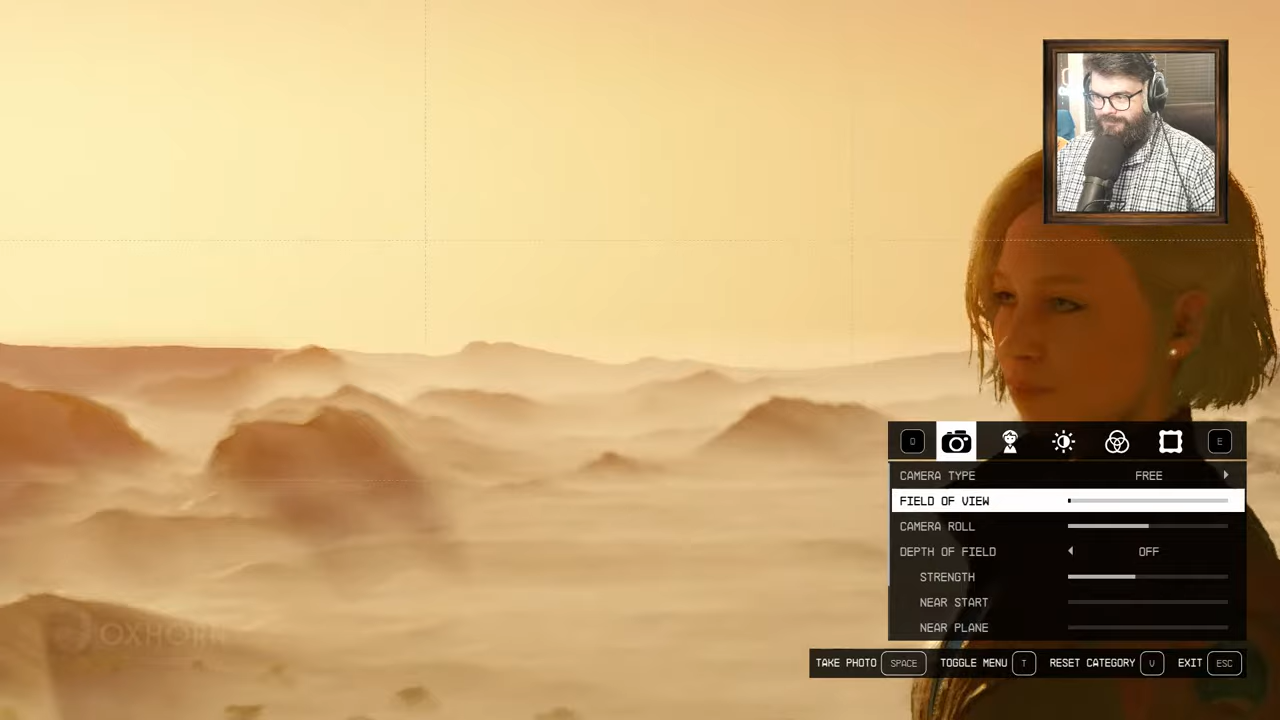 Q
E
CAMERA TYPE FREE
FIELD OF VIEW
CAMERA ROLL
DEPTH OF FIELD OFF
STRENGTH
NEAR START
NEAR PLANE
OXHORN
TAKE PHOTO SPACE TOGGLE MENU T RESET CATEGORY V EXIT ESC